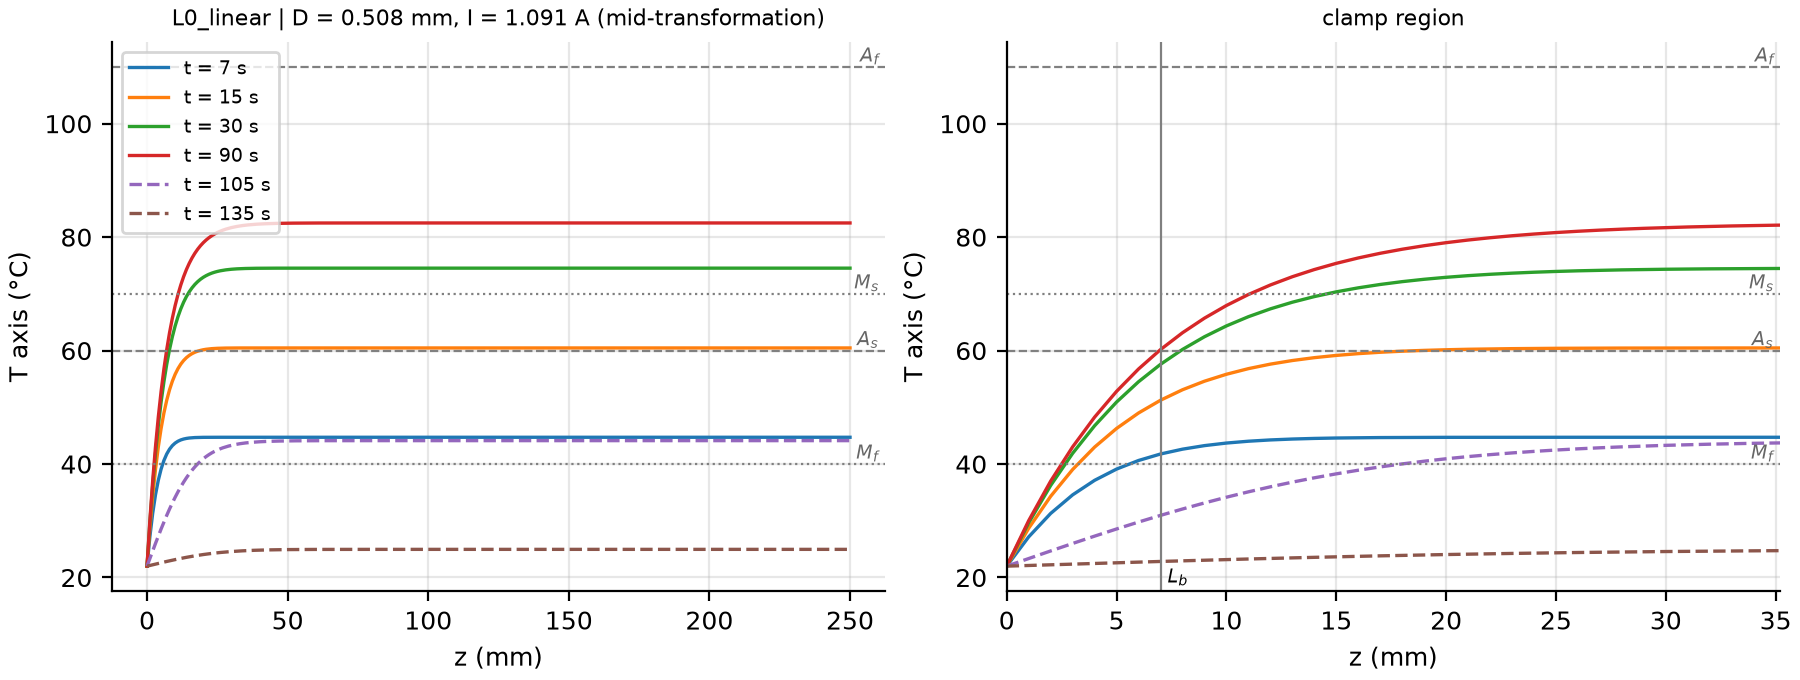 L0_linear | D = 0.508 mm, I = 1.091 A (mid-transformation)
t = 7 s
t = 15 s
t = 30 s
t = 90 s
t = 105 s
t = 135 s
A_f
M_s
A_s
M_f
100
80
60
40
20
T axis (°C)
0 50 100 150 200 250
z (mm)
clamp region
A_f
M_s
A_s
M_f
L_b
100
80
60
40
20
T axis (°C)
0 5 10 15 20 25 30 35
z (mm)